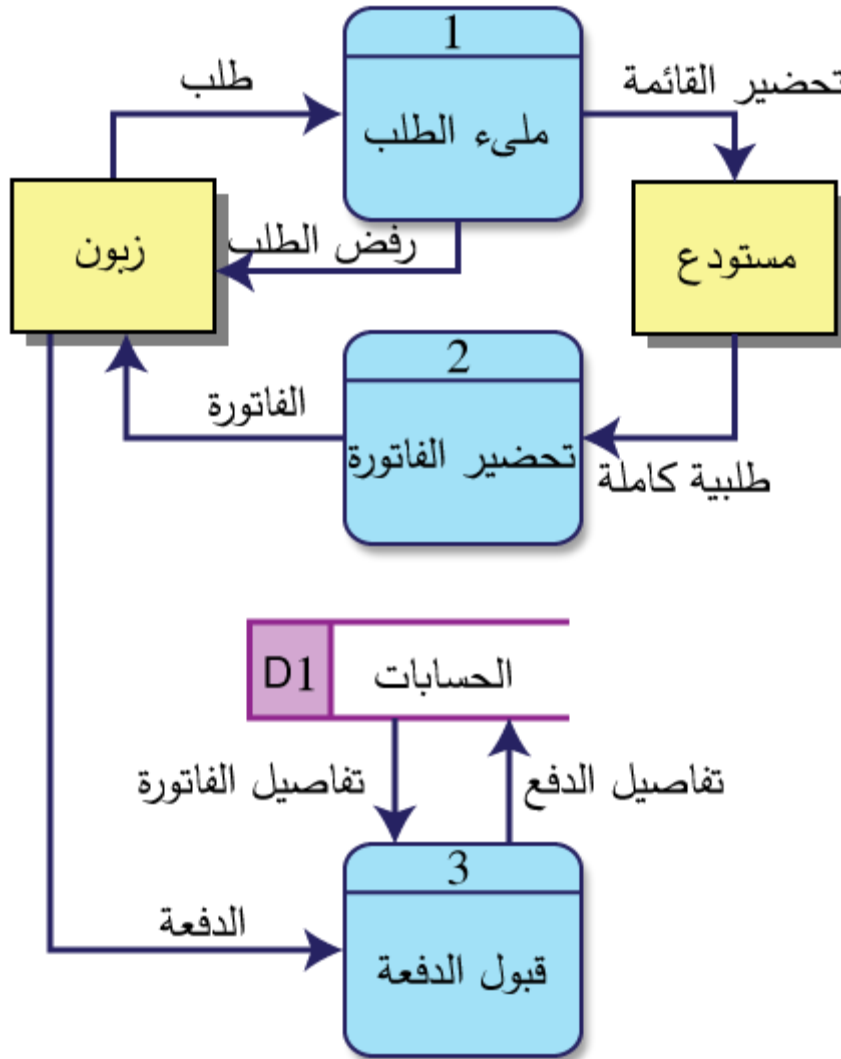 1
طلب
تحضير القائمة
ملىء الطلب
زبون
رفض الطلب
مستودع
2
الفاتورة
تحضير الفاتورة
طلبية كاملة
D1
الحسابات
تفاصيل الفاتورة
تفاصيل الدفع
3
الدفعة
قبول الدفعة